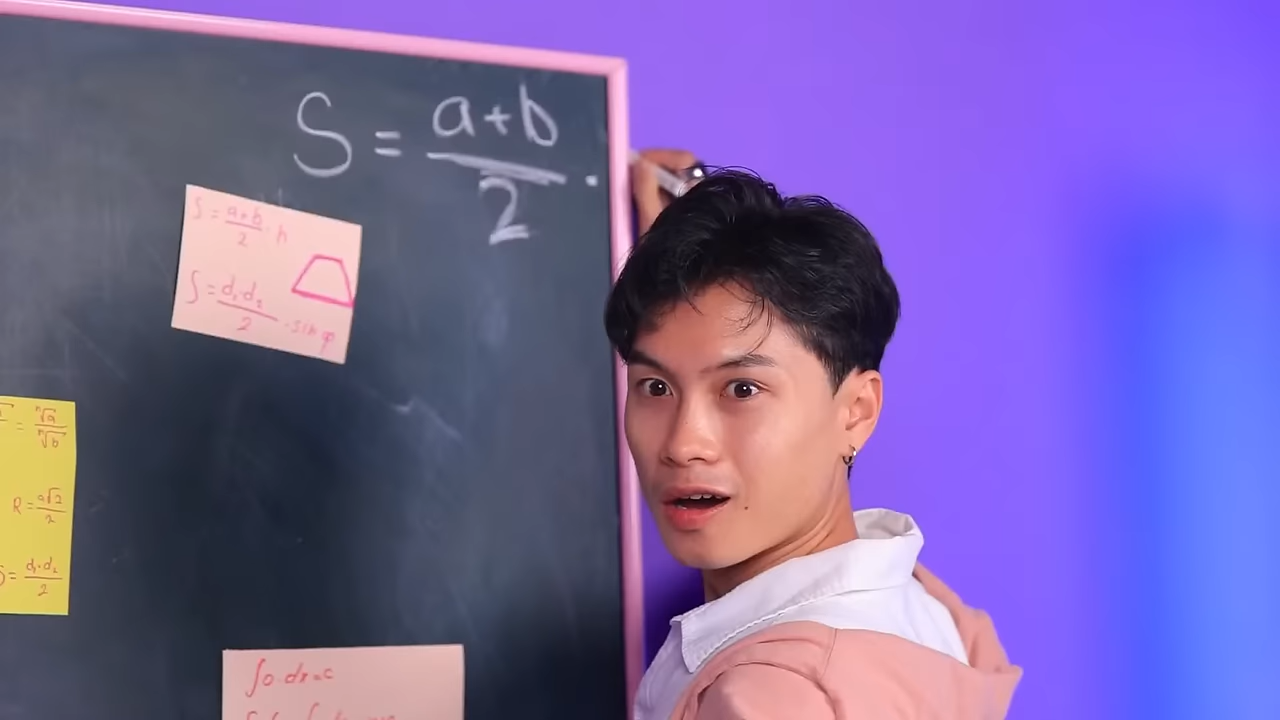 S = a+b/2 .
S = a+b/2 . h
S = d₁·d₂/2 · sin φ
= ⁿ√a/ⁿ√b
R = a√2/2
S = d₁·d₂/2
∫0·dx=c